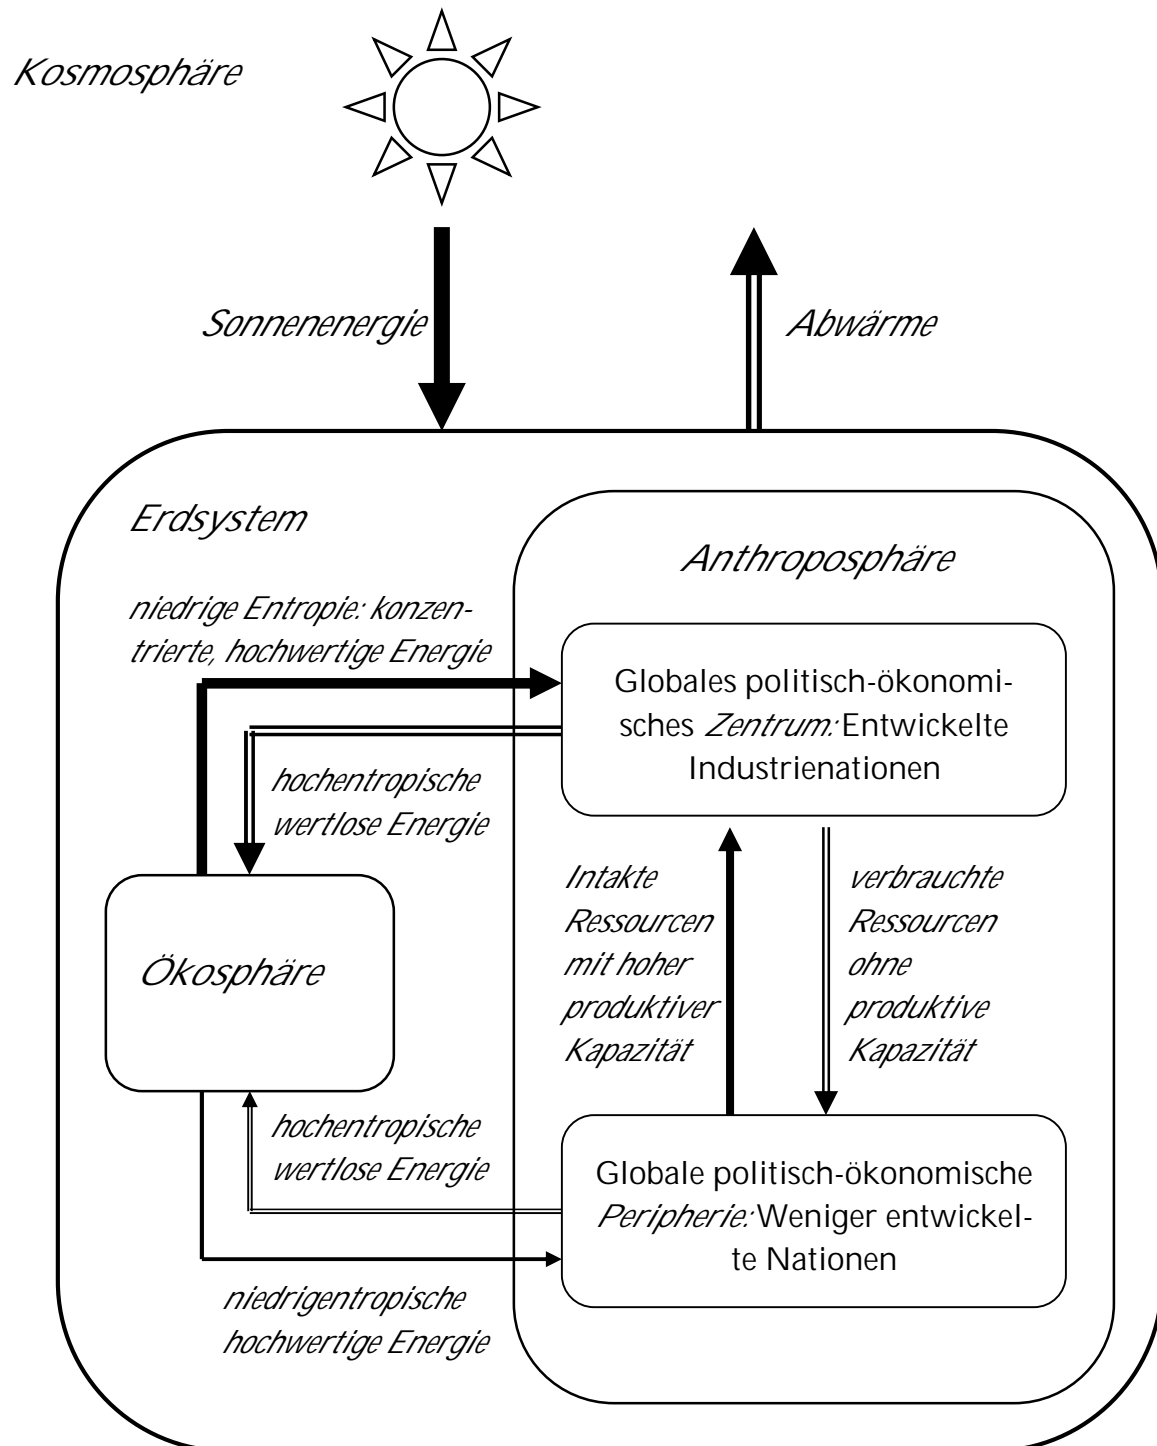 Kosmosphäre
Sonnenenergie
Abwärme
Erdsystem
Anthroposphäre
niedrige Entropie: konzen-
trierte, hochwertige Energie
Globales politisch-ökonomi-
sches Zentrum: Entwickelte
Industrienationen
hochentropische
wertlose Energie
Intakte
Ressourcen
mit hoher
produktiver
Kapazität
verbrauchte
Ressourcen
ohne
produktive
Kapazität
Ökosphäre
hochentropische
wertlose Energie
Globale politisch-ökonomische
Peripherie: Weniger entwickel-
te Nationen
niedrigentropische
hochwertige Energie